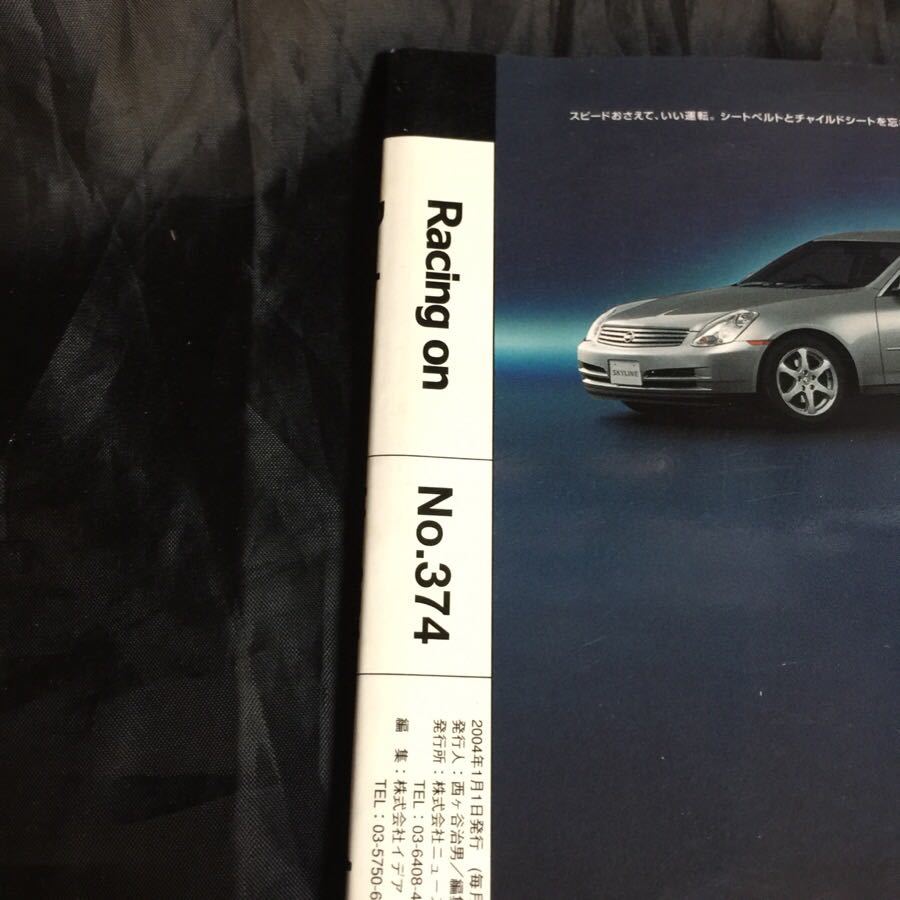 スピードおさえて、いい運転。シートベルトとチャイルドシートを忘
SKYLINE
Racing on
No.374
2004年1月1日発行 (毎月
発行人：西ヶ谷治男／編集
発行所：株式会社ニュース
TEL：03-6408-4
編 集：株式会社イデア
TEL：03-5750-6